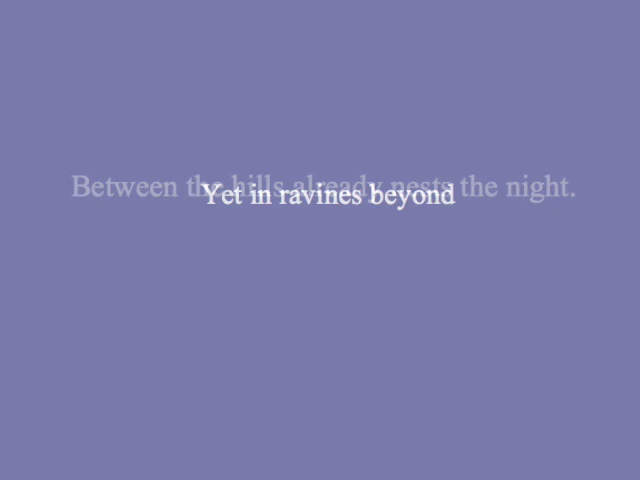 Between the hills already nests the night.
Yet in ravines beyond